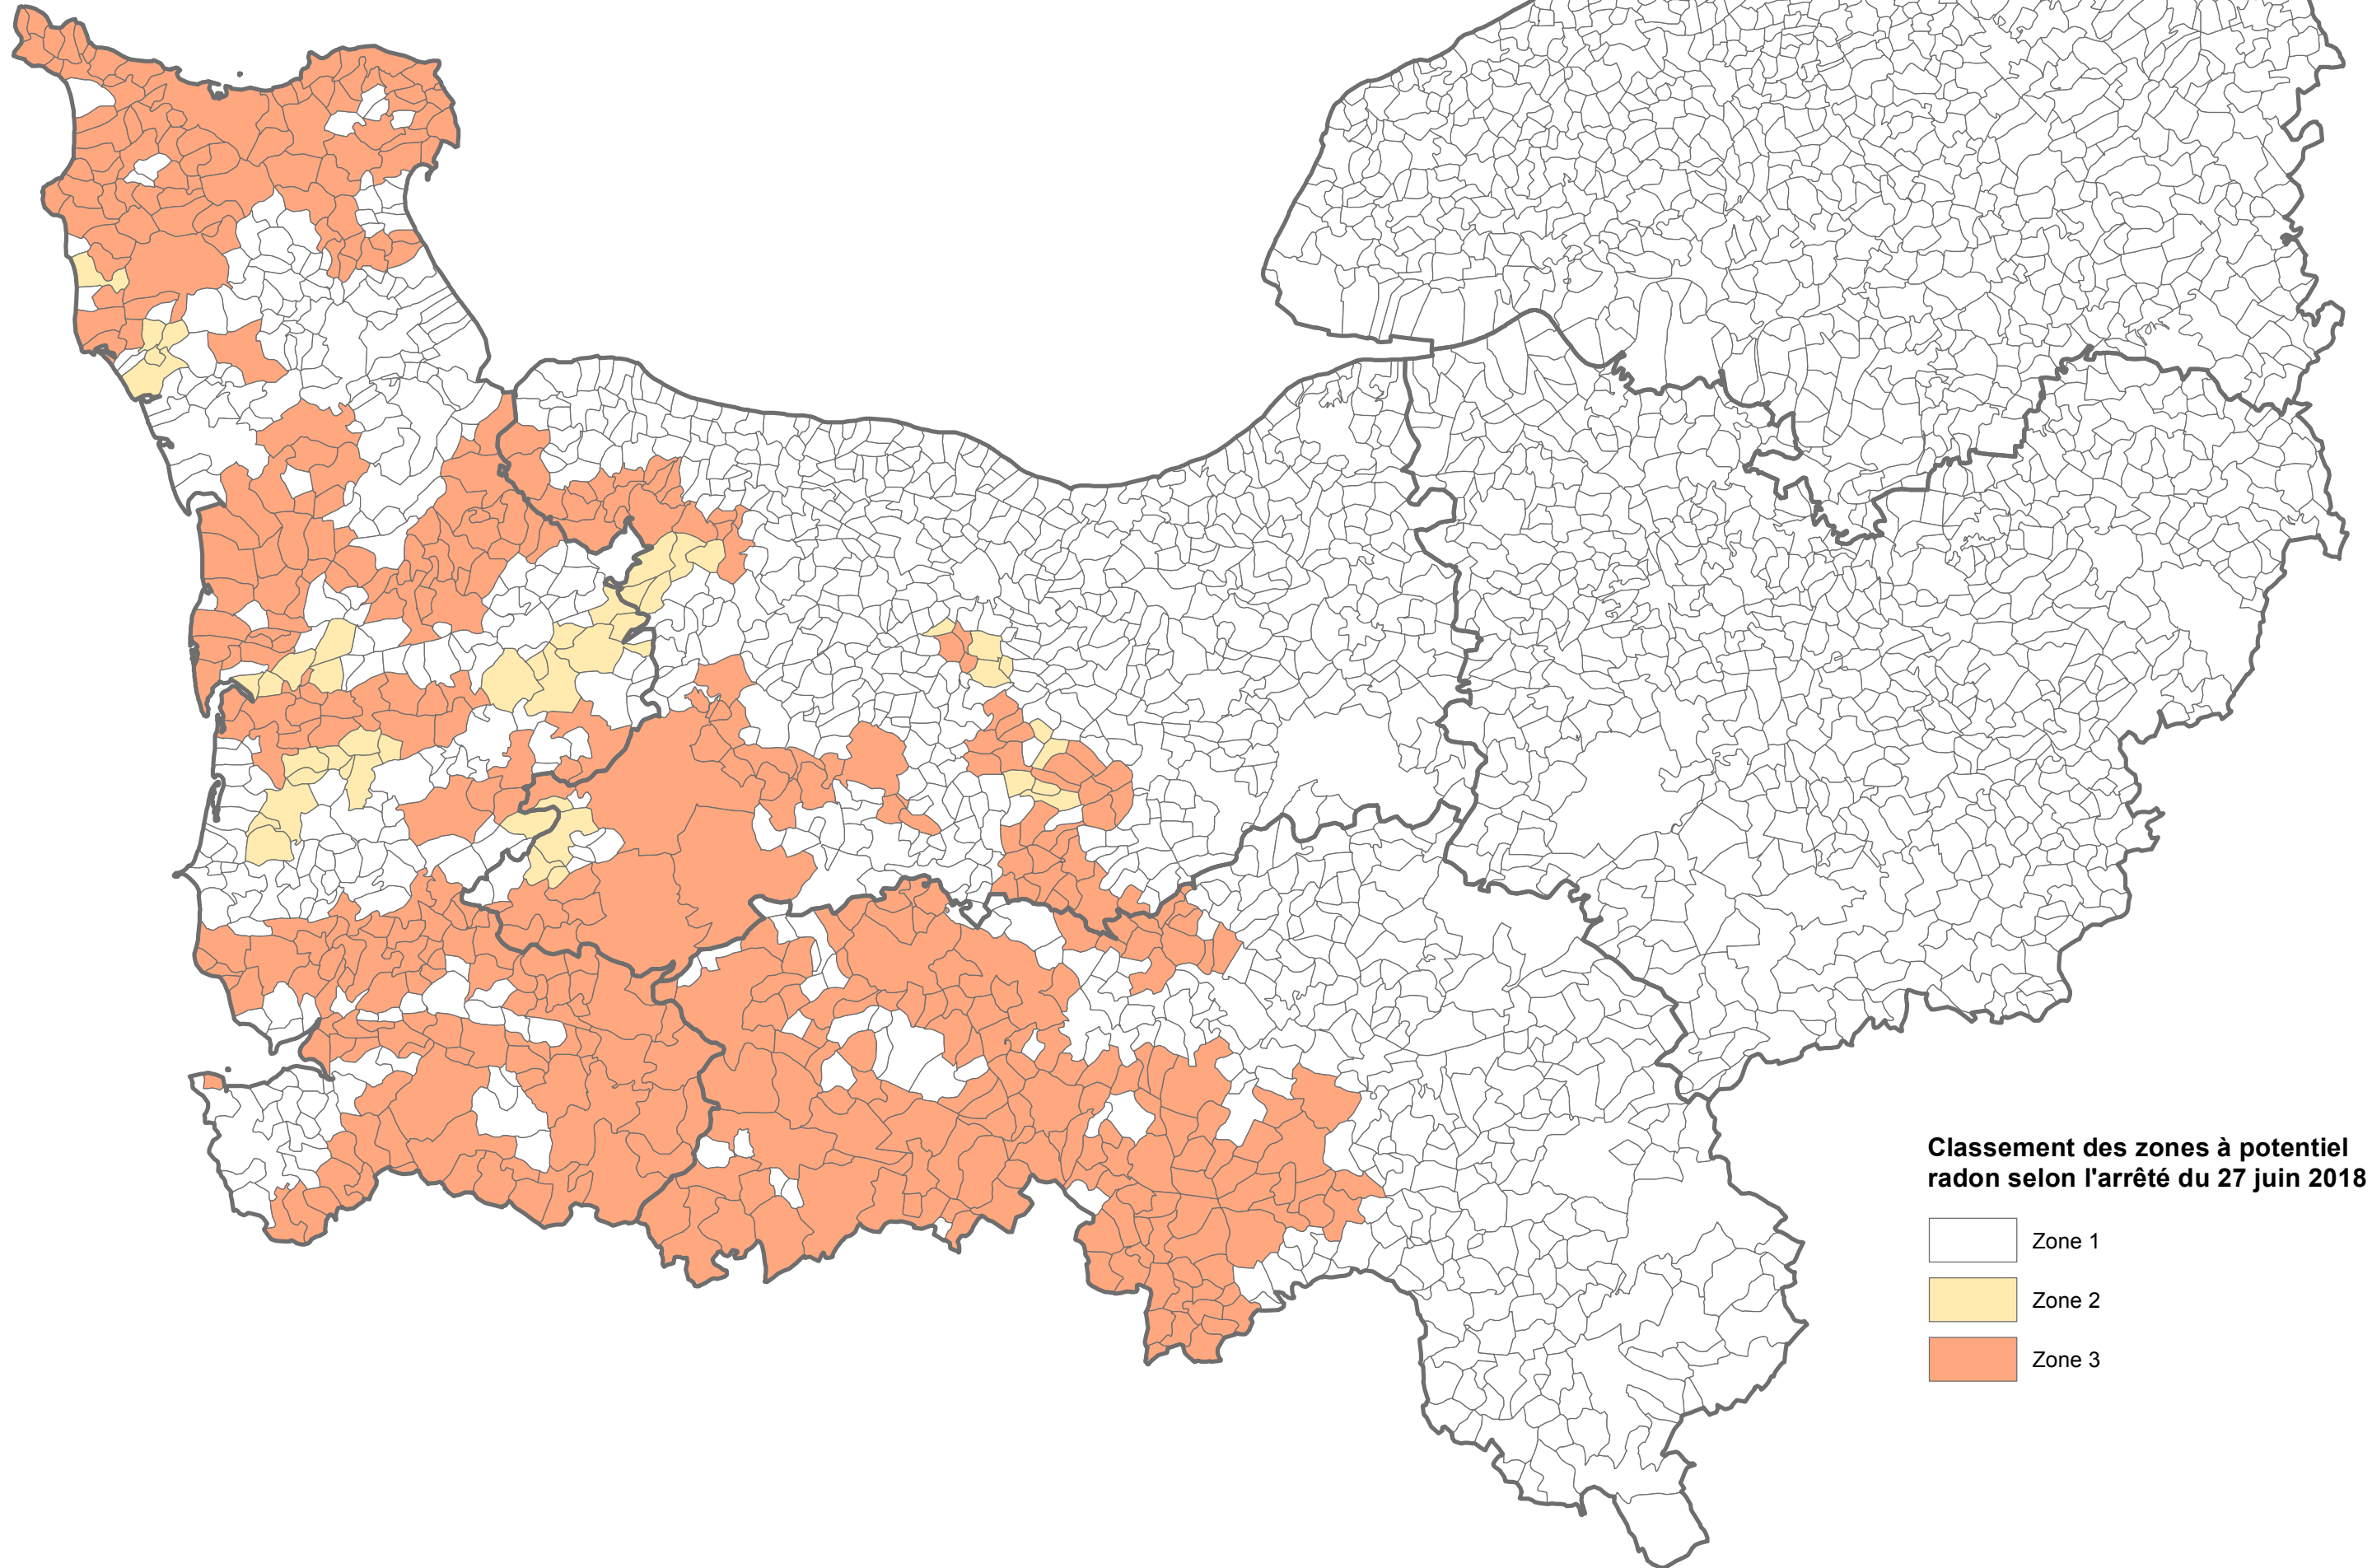 Classement des zones à potentiel
radon selon l'arrêté du 27 juin 2018
Zone 1
Zone 2
Zone 3